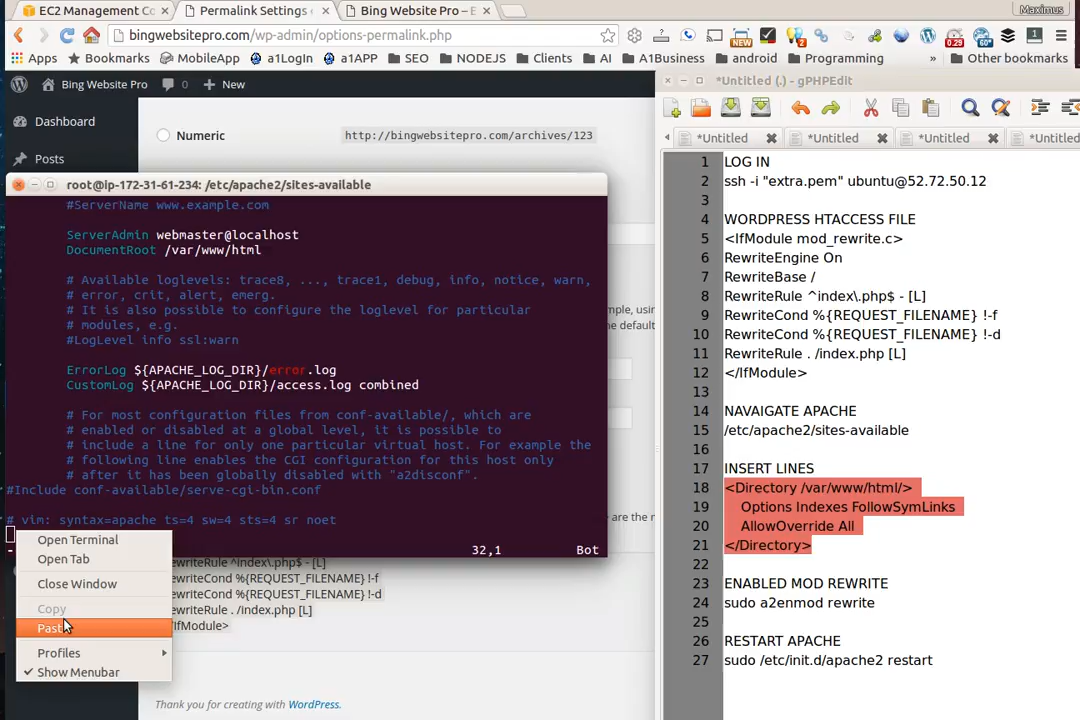 EC2 Management Co
Permalink Settings
Bing Website Pro – E
Maximus
bingwebsitepro.com/wp-admin/options-permalink.php
NEW
0.29
60
1
Apps
Bookmarks
MobileApp
a1LogIn
a1APP
SEO
NODEJS
Clients
AI
A1Business
android
Programming
»
Other bookmarks
Bing Website Pro
0
New
*Untitled (.) - gPHPEdit
Dashboard
Posts
Numeric
http://bingwebsitepro.com/archives/123
*Untitled
*Untitled
*Untitled
*Untitled
root@ip-172-31-61-234: /etc/apache2/sites-available
#ServerName www.example.com
ServerAdmin webmaster@localhost
DocumentRoot /var/www/html
# Available loglevels: trace8, ..., trace1, debug, info, notice, warn,
# error, crit, alert, emerg.
# It is also possible to configure the loglevel for particular
# modules, e.g.
#LogLevel info ssl:warn
ErrorLog ${APACHE_LOG_DIR}/error.log
CustomLog ${APACHE_LOG_DIR}/access.log combined
# For most configuration files from conf-available/, which are
# enabled or disabled at a global level, it is possible to
# include a line for only one particular virtual host. For example the
# following line enables the CGI configuration for this host only
# after it has been globally disabled with "a2disconf".
#Include conf-available/serve-cgi-bin.conf
# vim: syntax=apache ts=4 sw=4 sts=4 sr noet
32,1
Bot
mple, usin
he default
are the m
Open Terminal
Open Tab
Close Window
Copy
Past
Profiles
✓ Show Menubar
ewriteRule ^index\.php$ - [L]
ewriteCond %{REQUEST_FILENAME} !-f
ewriteCond %{REQUEST_FILENAME} !-d
ewriteRule . /index.php [L]
IfModule>
Thank you for creating with WordPress.
1 LOG IN
2 ssh -i "extra.pem" ubuntu@52.72.50.12
3
4 WORDPRESS HTACCESS FILE
5 <IfModule mod_rewrite.c>
6 RewriteEngine On
7 RewriteBase /
8 RewriteRule ^index\.php$ - [L]
9 RewriteCond %{REQUEST_FILENAME} !-f
10 RewriteCond %{REQUEST_FILENAME} !-d
11 RewriteRule . /index.php [L]
12 </IfModule>
13
14 NAVAIGATE APACHE
15 /etc/apache2/sites-available
16
17 INSERT LINES
18 <Directory /var/www/html/>
19 Options Indexes FollowSymLinks
20 AllowOverride All
21 </Directory>
22
23 ENABLED MOD REWRITE
24 sudo a2enmod rewrite
25
26 RESTART APACHE
27 sudo /etc/init.d/apache2 restart